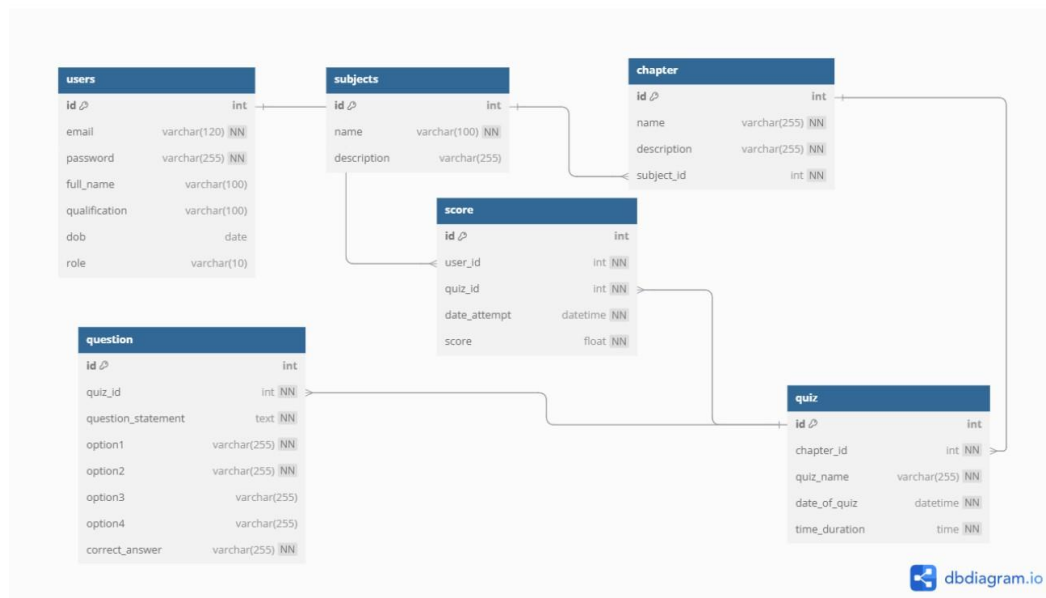 users
id int
email varchar(120) NN
password varchar(255) NN
full_name varchar(100)
qualification varchar(100)
dob date
role varchar(10)
subjects
id int
name varchar(100) NN
description varchar(255)
chapter
id int
name varchar(255) NN
description varchar(255) NN
subject_id int NN
score
id int
user_id int NN
quiz_id int NN
date_attempt datetime NN
score float NN
question
id int
quiz_id int NN
question_statement text NN
option1 varchar(255) NN
option2 varchar(255) NN
option3 varchar(255)
option4 varchar(255)
correct_answer varchar(255) NN
quiz
id int
chapter_id int NN
quiz_name varchar(255) NN
date_of_quiz datetime NN
time_duration time NN
dbdiagram.io